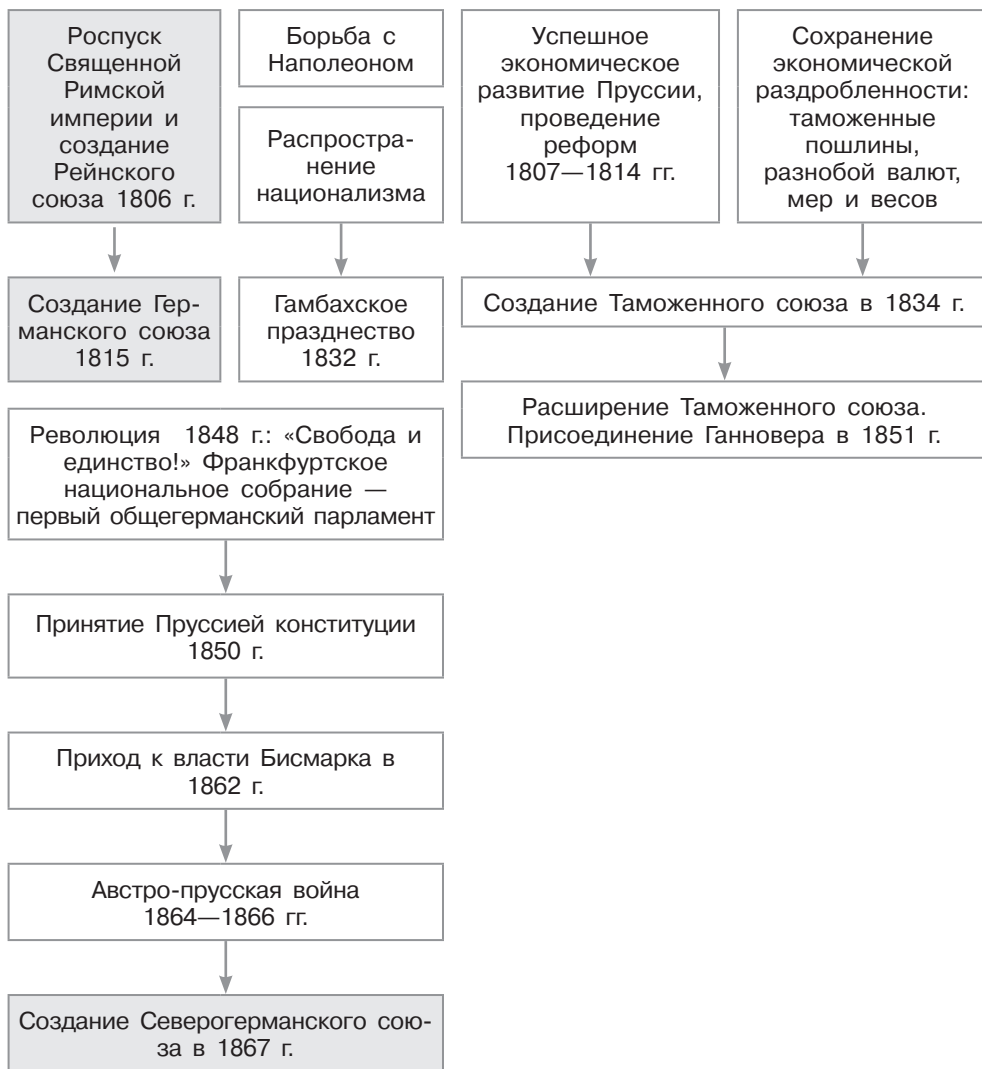 Роспуск
Священной
Римской
империи и
создание
Рейнского
союза 1806 г.
Борьба с
Наполеоном
Распростра-
нение
национализма
Успешное
экономическое
развитие Пруссии,
проведение
реформ
1807—1814 гг.
Сохранение
экономической
раздробленности:
таможенные
пошлины,
разнобой валют,
мер и весов
Создание Гер-
манского союза
1815 г.
Гамбахское
празднество
1832 г.
Создание Таможенного союза в 1834 г.
Расширение Таможенного союза.
Присоединение Ганновера в 1851 г.
Революция 1848 г.: «Свобода и
единство!» Франкфуртское
национальное собрание —
первый общегерманский парламент
Принятие Пруссией конституции
1850 г.
Приход к власти Бисмарка в
1862 г.
Австро-прусская война
1864—1866 гг.
Создание Северогерманского сою-
за в 1867 г.